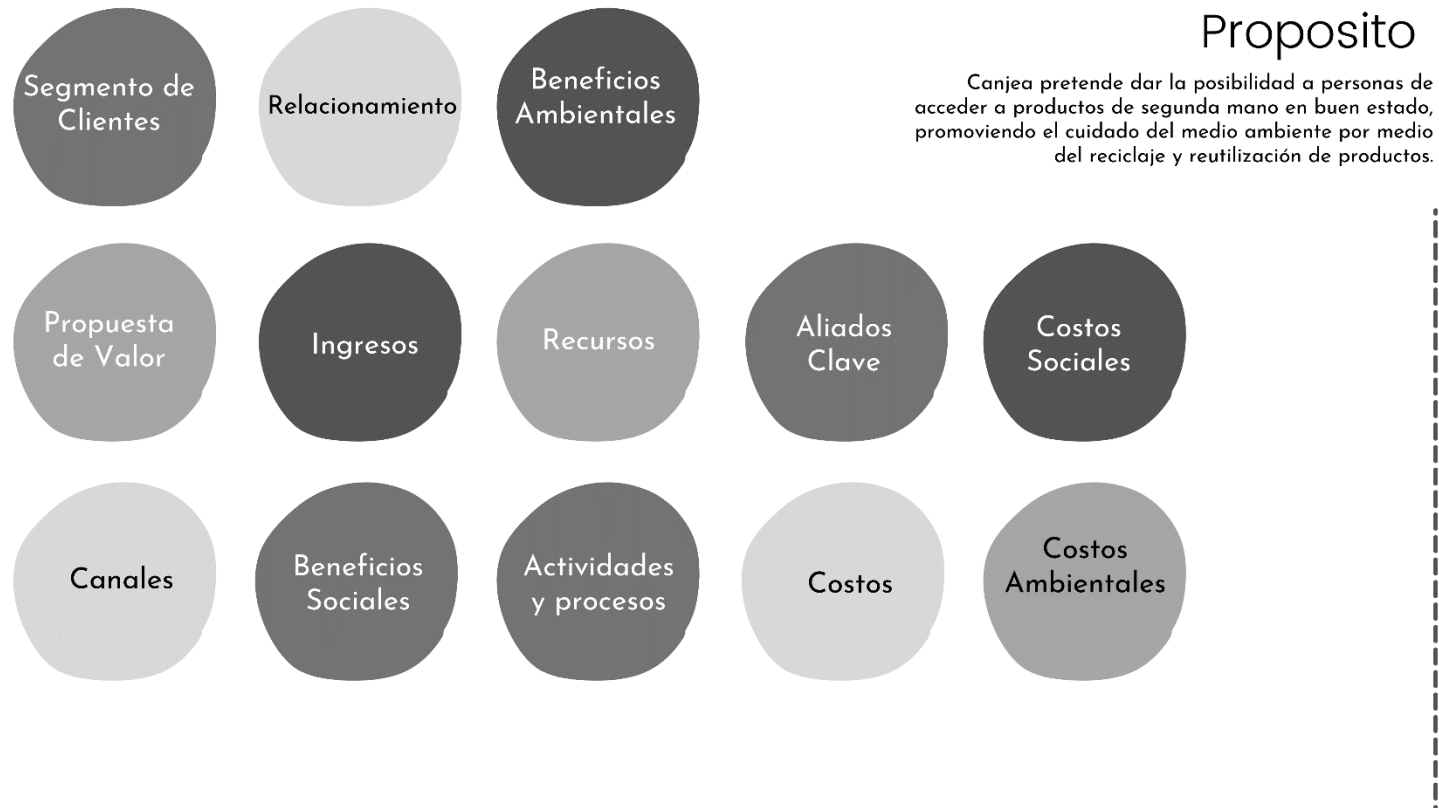 Proposito
Canjea pretende dar la posibilidad a personas de
acceder a productos de segunda mano en buen estado,
promoviendo el cuidado del medio ambiente por medio
del reciclaje y reutilización de productos.
Segmento de
Clientes
Relacionamiento
Beneficios
Ambientales
Propuesta
de Valor
Ingresos
Recursos
Aliados
Clave
Costos
Sociales
Canales
Beneficios
Sociales
Actividades
y procesos
Costos
Costos
Ambientales